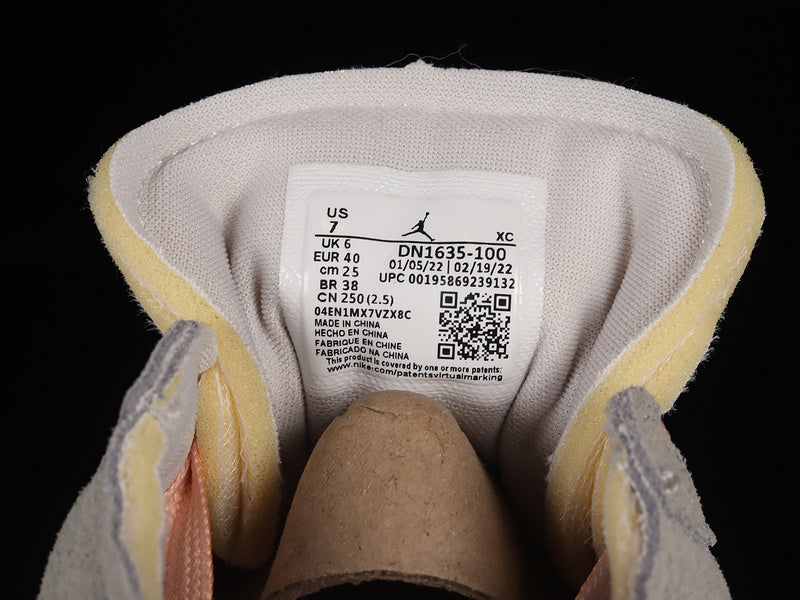 US
7
XC
UK 6
EUR 40
cm 25
BR 38
CN 250 (2.5)
DN1635-100
01/05/22 | 02/19/22
UPC 00195869239132
04EN1MX7VZX8C
MADE IN CHINA
HECHO EN CHINA
FABRIQUE EN CHINE
FABRICADO NA CHINA
This product is covered by one or more patents:
www.nike.com/patentsvirtualmarking